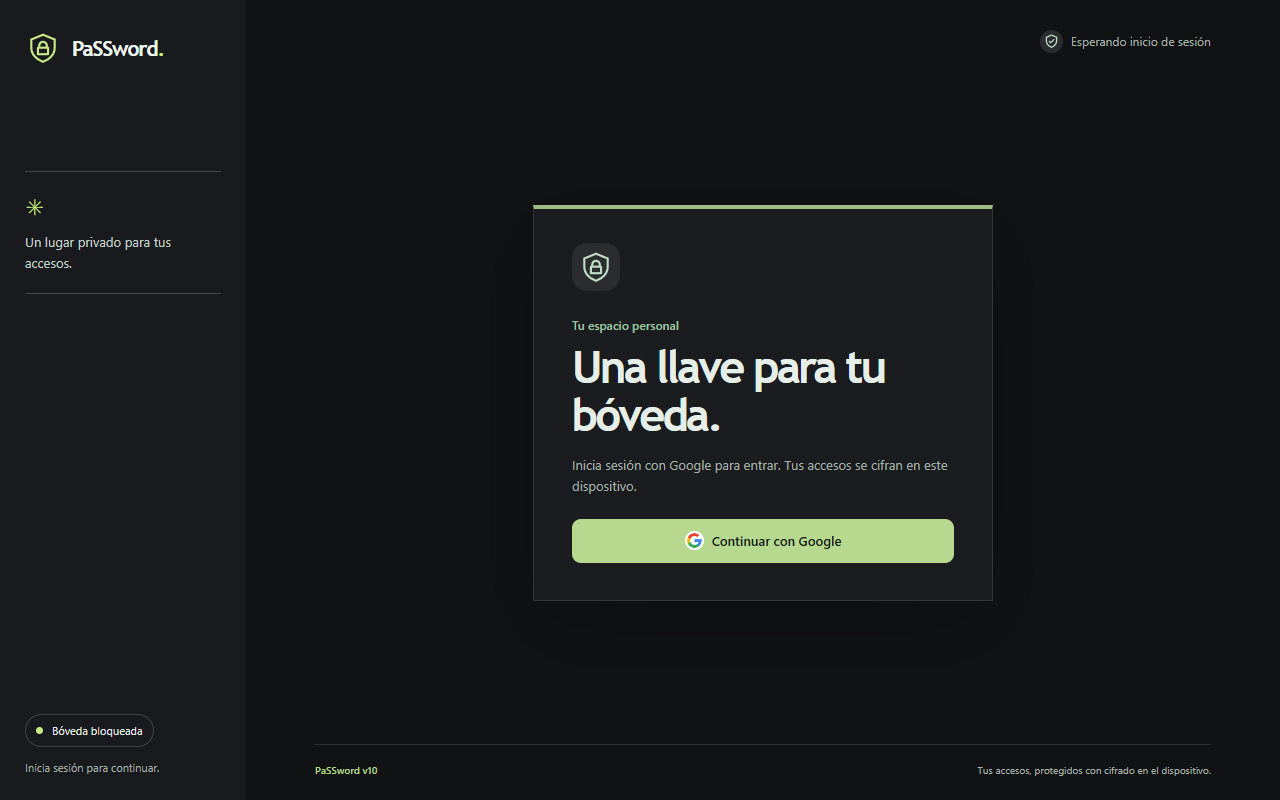 PaSSword.
Esperando inicio de sesión
Un lugar privado para tus
accesos.
Tu espacio personal
Una llave para tu
bóveda.
Inicia sesión con Google para entrar. Tus accesos se cifran en este
dispositivo.
Continuar con Google
Bóveda bloqueada
Inicia sesión para continuar.
PaSSword v10
Tus accesos, protegidos con cifrado en el dispositivo.